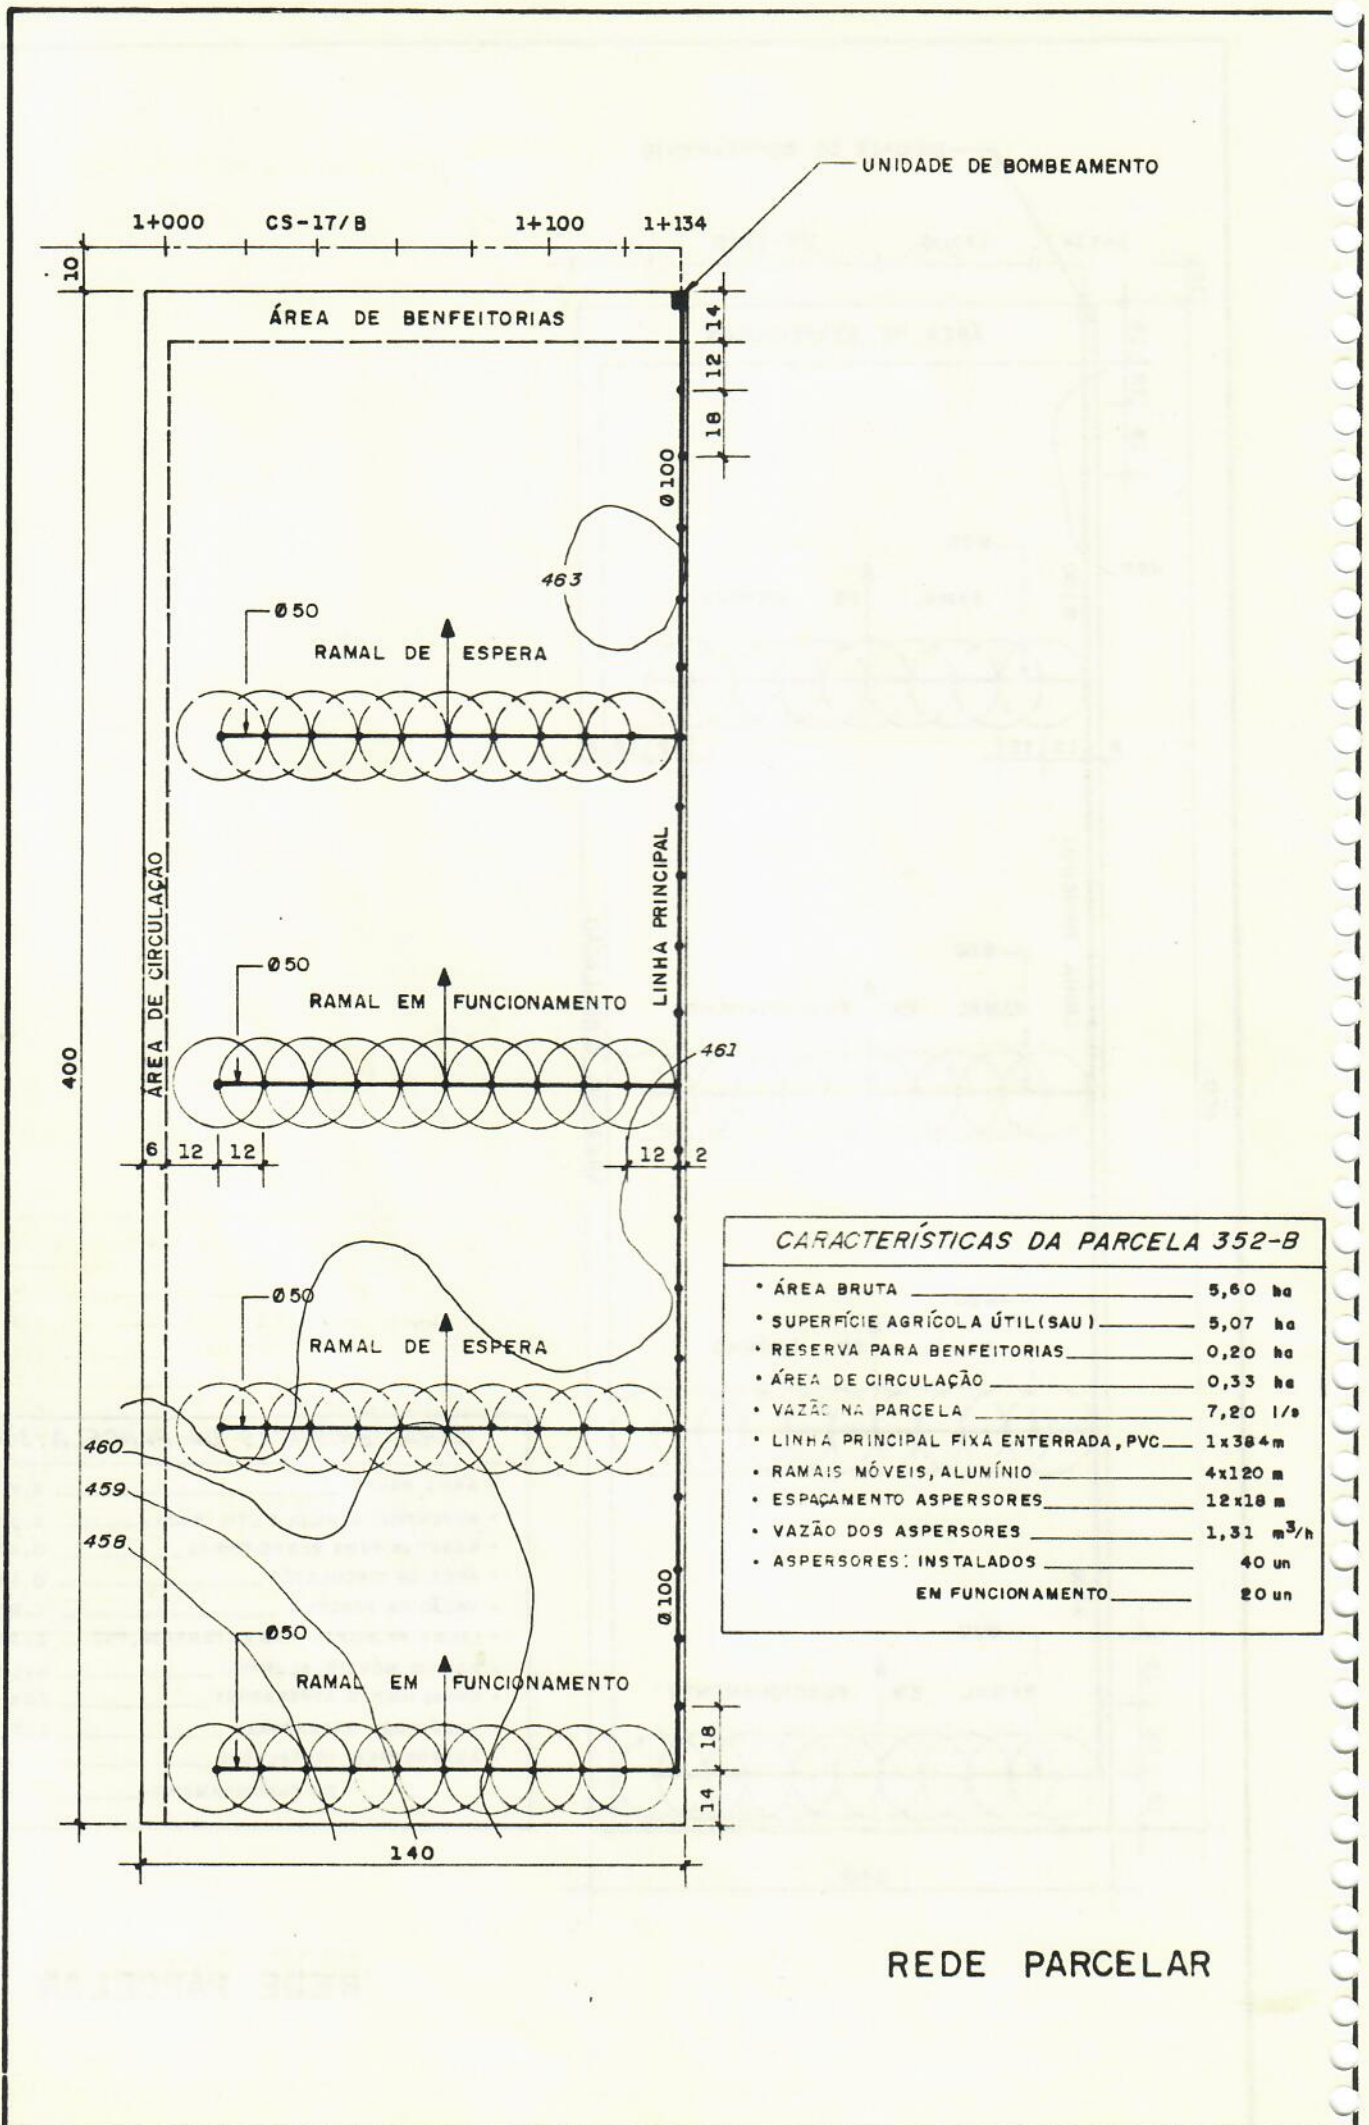 UNIDADE DE BOMBEAMENTO
1+000 CS-17/B 1+100 1+134
10
ÁREA DE BENFEITORIAS
14
12
18
Ø100
463
Ø50
RAMAL DE ESPERA
LINHA PRINCIPAL
ÁREA DE CIRCULAÇÃO
Ø50
RAMAL EM FUNCIONAMENTO
461
400
6 12 12 12 2
Ø50
RAMAL DE ESPERA
460
459
458
Ø100
Ø50
RAMAL EM FUNCIONAMENTO
18
14
140
CARACTERÍSTICAS DA PARCELA 352-B
• ÁREA BRUTA 5,60 ha
• SUPERFÍCIE AGRÍCOLA ÚTIL(SAU) 5,07 ha
• RESERVA PARA BENFEITORIAS 0,20 ha
• ÁREA DE CIRCULAÇÃO 0,33 ha
• VAZÃO NA PARCELA 7,20 l/s
• LINHA PRINCIPAL FIXA ENTERRADA, PVC 1x384m
• RAMAIS MÓVEIS, ALUMÍNIO 4x120 m
• ESPAÇAMENTO ASPERSORES 12x18 m
• VAZÃO DOS ASPERSORES 1,31 m³/h
• ASPERSORES: INSTALADOS 40 un
EM FUNCIONAMENTO 20 un
REDE PARCELAR